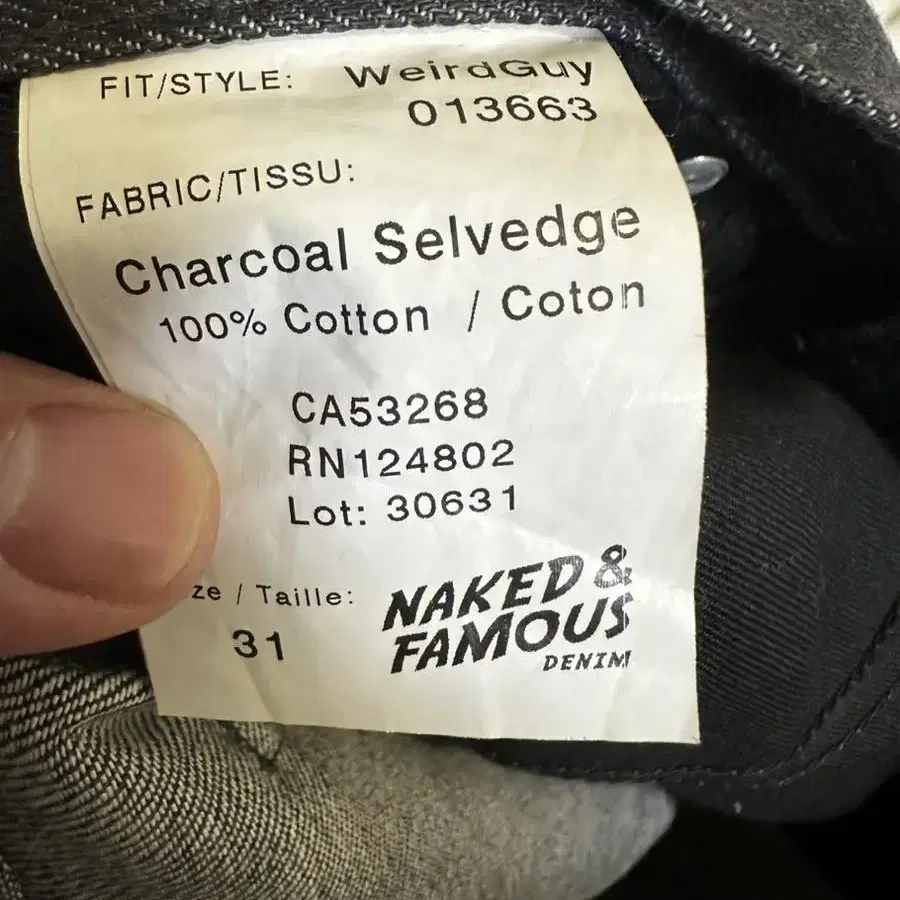 FIT/STYLE: WeirdGuy
013663
FABRIC/TISSU:
Charcoal Selvedge
100% Cotton / Coton
CA53268
RN124802
Lot: 30631
/ Taille:
31
NAKED &
FAMOUS
DENIM